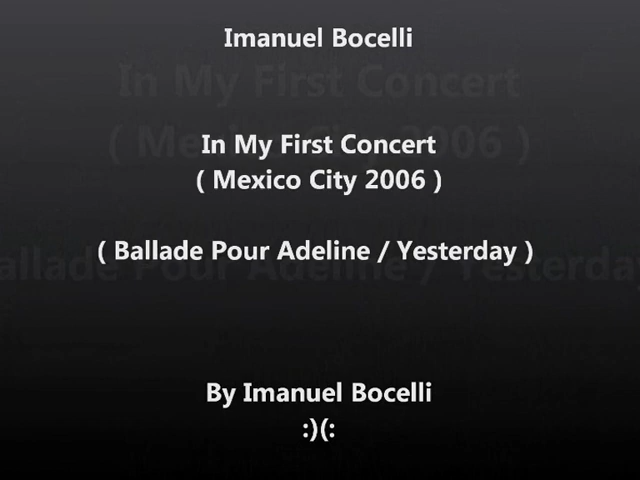 Imanuel Bocelli
In My First Concert
( Mexico City 2006 )
( Ballade Pour Adeline / Yesterday )
By Imanuel Bocelli
:)(: